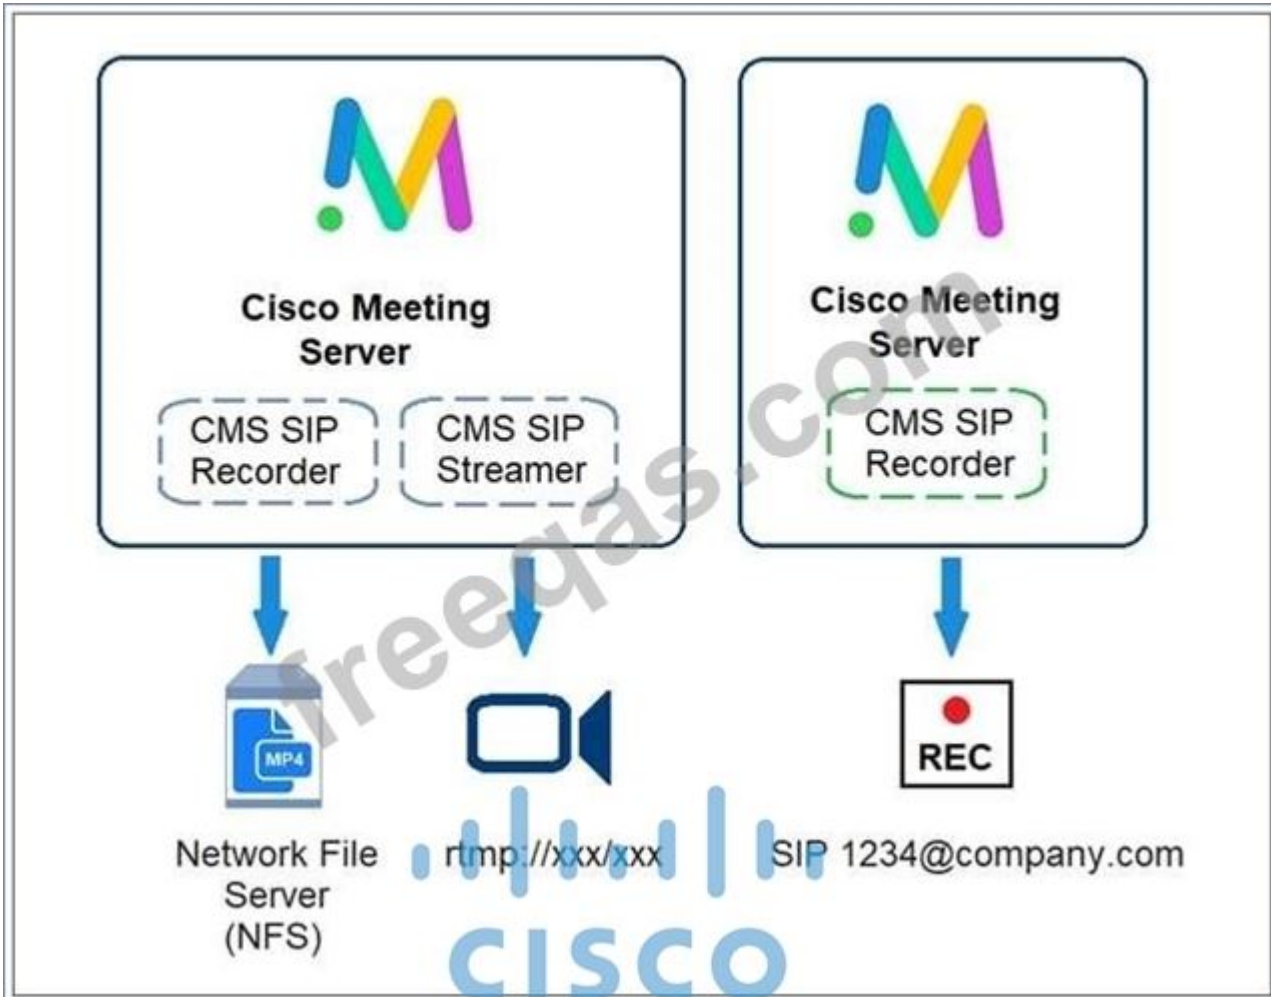 Cisco Meeting
Server
CMS SIP
Recorder
CMS SIP
Streamer
Cisco Meeting
Server
CMS SIP
Recorder
MP4
REC
Network File
Server
(NFS)
rtmp://xxx/xxx
SIP 1234@company.com
freeqas.com
CISCO